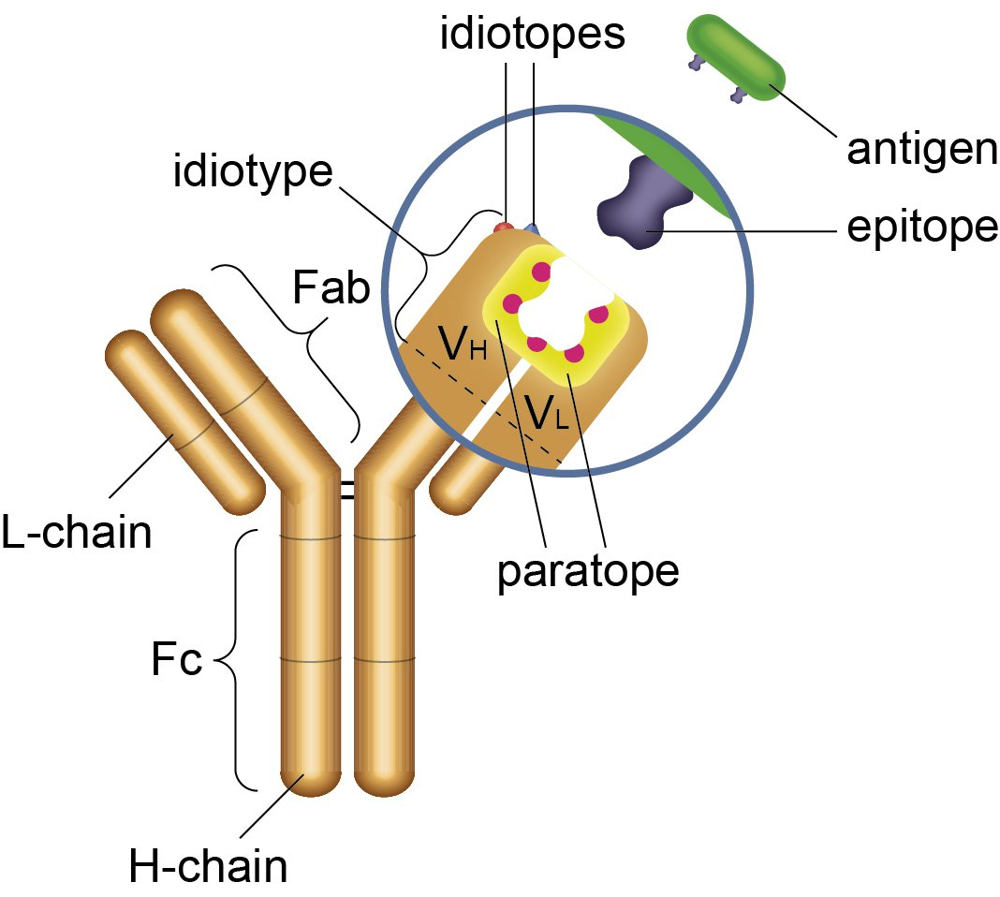 idiotopes
antigen
idiotype
epitope
Fab
VH
VL
L-chain
paratope
Fc
H-chain